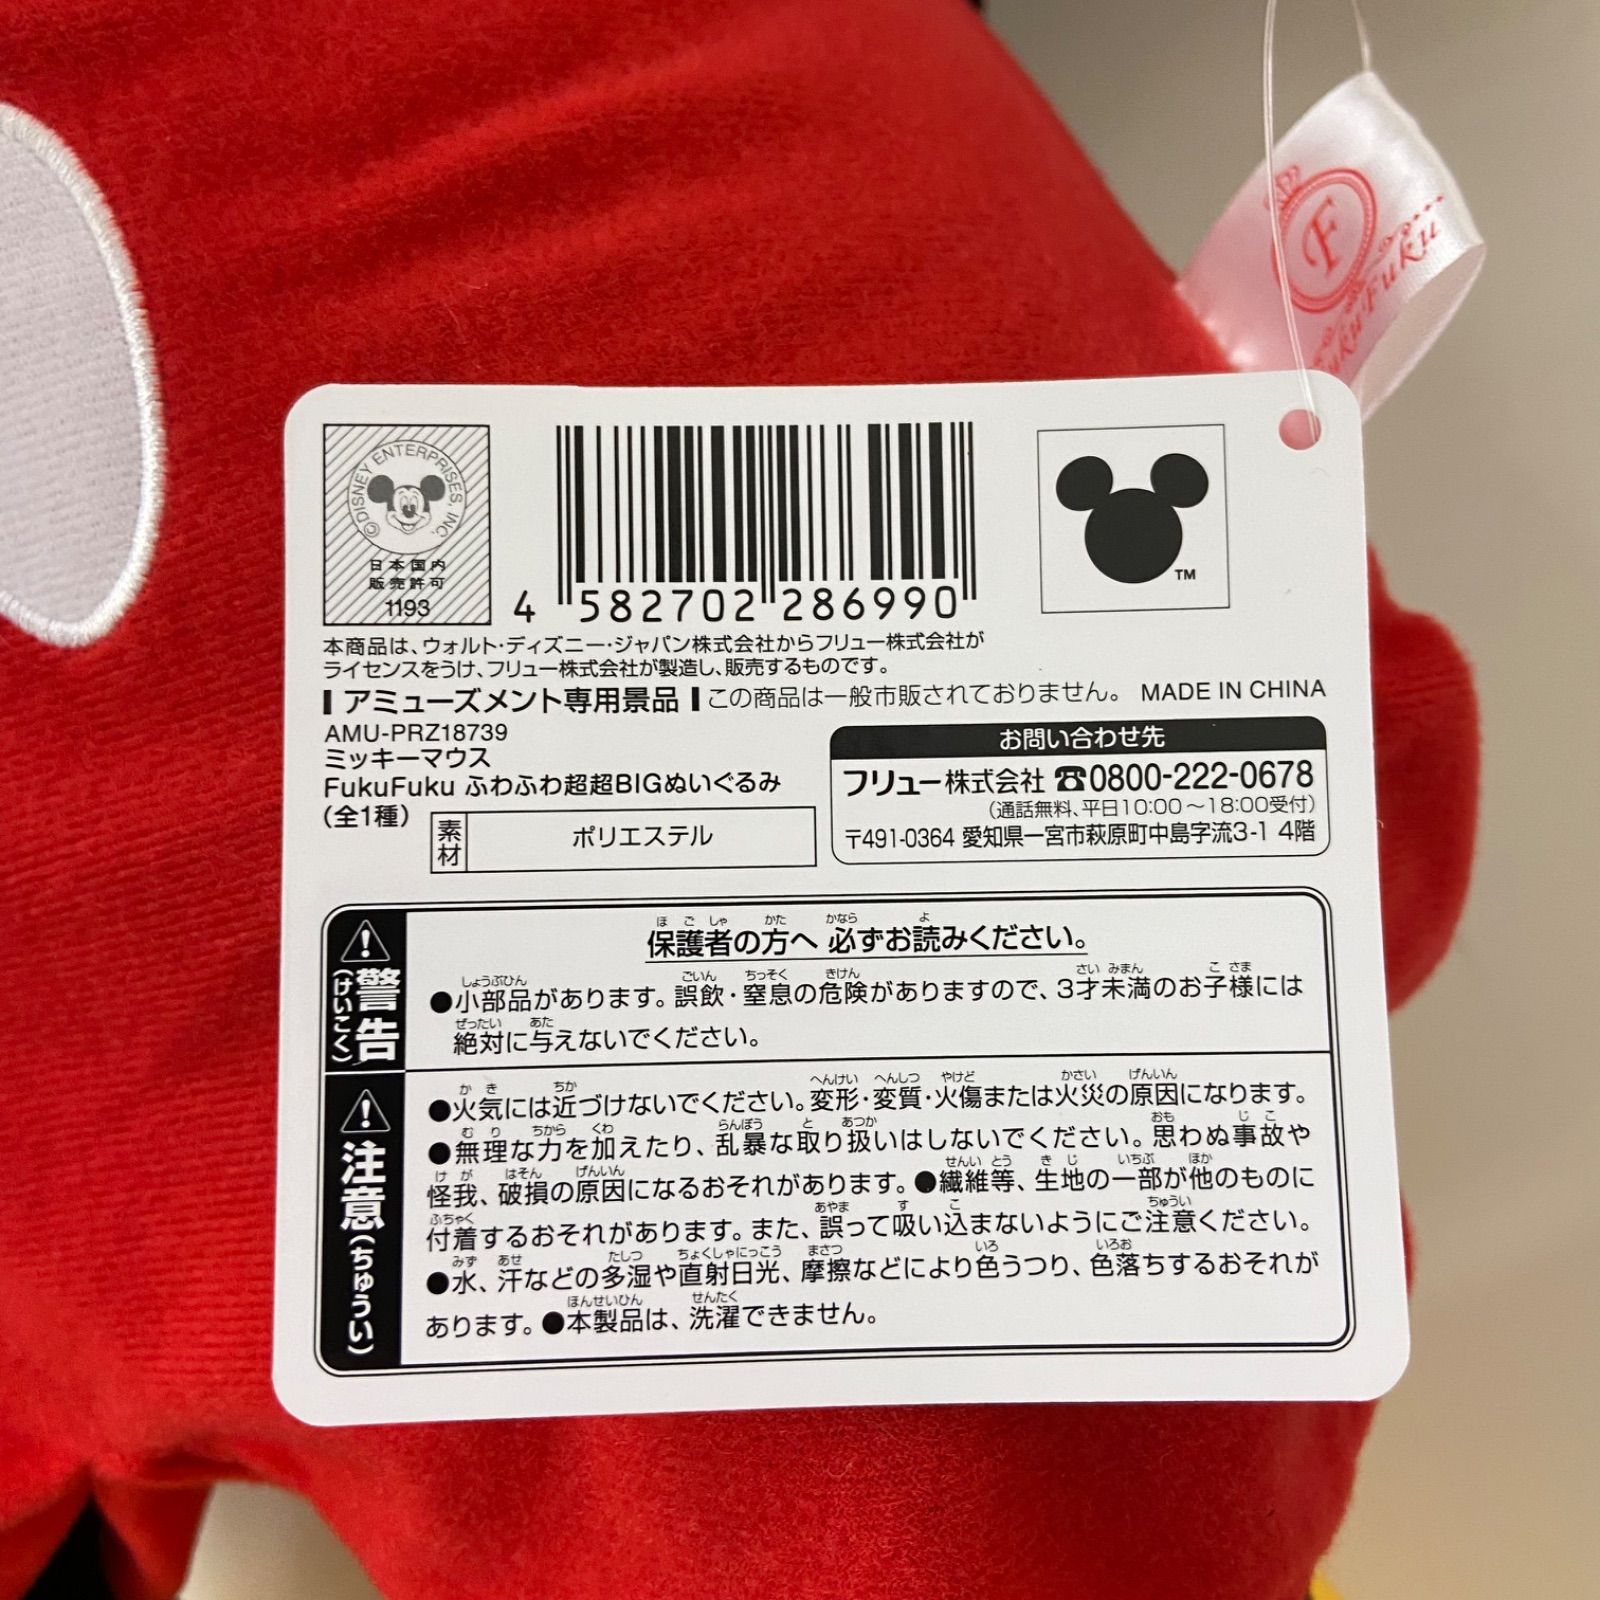 F
Fuku Fuku
©DISNEY ENTERPRISES, INC.
日本国内
販売許可
1193
4 582702 286990
TM
本商品は、ウォルト・ディズニー・ジャパン株式会社からフリュー株式会社が
ライセンスをうけ、フリュー株式会社が製造し、販売するものです。
アミューズメント専用景品 この商品は一般市販されておりません。 MADE IN CHINA
AMU-PRZ18739
ミッキーマウス
FukuFuku ふわふわ超超BIGぬいぐるみ
(全1種)
素材 ポリエステル
お問い合わせ先
フリュー株式会社 ☎0800-222-0678
(通話無料、平日10:00〜18:00受付)
〒491-0364 愛知県一宮市萩原町中島字流3-1 4階
警告(けいこく)
保護者の方へ 必ずお読みください。
●小部品があります。誤飲・窒息の危険がありますので、3才未満のお子様には
絶対に与えないでください。
注意(ちゅうい)
●火気には近づけないでください。変形・変質・火傷または火災の原因になります。
●無理な力を加えたり、乱暴な取り扱いはしないでください。思わぬ事故や
怪我、破損の原因になるおそれがあります。●繊維等、生地の一部が他のものに
付着するおそれがあります。また、誤って吸い込まないようにご注意ください。
●水、汗などの多湿や直射日光、摩擦などにより色うつり、色落ちするおそれが
あります。●本製品は、洗濯できません。